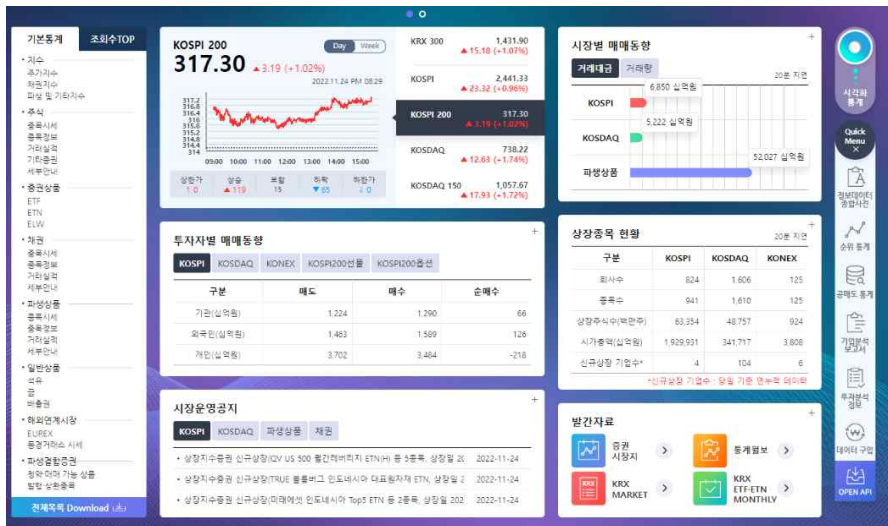 기본통계 조회수TOP
• 지수
주가지수
채권지수
파생 및 기타지수
• 주식
종목시세
종목정보
거래실적
기타증권
세부안내
• 증권상품
ETF
ETN
ELW
• 채권
종목시세
종목정보
거래실적
세부안내
• 파생상품
종목시세
종목정보
거래실적
세부안내
• 일반상품
석유
금
배출권
• 해외연계시장
EUREX
동경거래소 시세
• 파생결합증권
청약·매매 가능 상품
발행·상환종목
전체목록 Download
KOSPI 200 Day Week
317.30 ▲3.19 (+1.02%)
2022.11.24 PM 08:29
317.2
316.8
316.4
316
315.6
315.2
314.8
314.4
314
09:00 10:00 11:00 12:00 13:00 14:00 15:00
상한가 상승 보합 하락 하한가
↑ 0 ▲119 15 ▼65 ↓ 0
KRX 300 1,431.90
▲ 15.18 (+1.07%)
KOSPI 2,441.33
▲ 23.32 (+0.96%)
KOSPI 200 317.30
▲ 3.19 (+1.02%)
KOSDAQ 738.22
▲ 12.63 (+1.74%)
KOSDAQ 150 1,057.67
▲ 17.93 (+1.72%)
시장별 매매동향 +
거래대금 거래량 20분 지연
6,850 십억원
KOSPI
5,222 십억원
KOSDAQ
52,027 십억원
파생상품
투자자별 매매동향 +
KOSPI KOSDAQ KONEX KOSPI200선물 KOSPI200옵션
구분 매도 매수 순매수
기관(십억원) 1,224 1,290 66
외국인(십억원) 1,463 1,589 126
개인(십억원) 3,702 3,484 -218
상장종목 현황 +
20분 지연
구분 KOSPI KOSDAQ KONEX
회사수 824 1,606 125
종목수 941 1,610 125
상장주식수(백만주) 63,354 48,757 924
시가총액(십억원) 1,929,931 341,717 3,808
신규상장 기업수* 4 104 6
*신규상장 기업수 : 당일 기준 연누적 데이터
시장운영공지 +
KOSPI KOSDAQ 파생상품 채권
• 상장지수증권 신규상장(QV US 500 월간레버리지 ETN(H) 등 5종목, 상장일 20 2022-11-24
• 상장지수증권 신규상장(TRUE 블룸버그 인도네시아 대표원자재 ETN, 상장일 2 2022-11-24
• 상장지수증권 신규상장(미래에셋 인도네시아 Top5 ETN 등 2종목, 상장일 202 2022-11-24
발간자료 +
증권
시장지
통계월보
KRX
KRX
MARKET
KRX
ETF·ETN
MONTHLY
시각화
통계
Quick
Menu
×
정보데이터
종합사전
순위 통계
공매도 통계
기업분석
보고서
투자분석
정보
데이터 구입
OPEN API